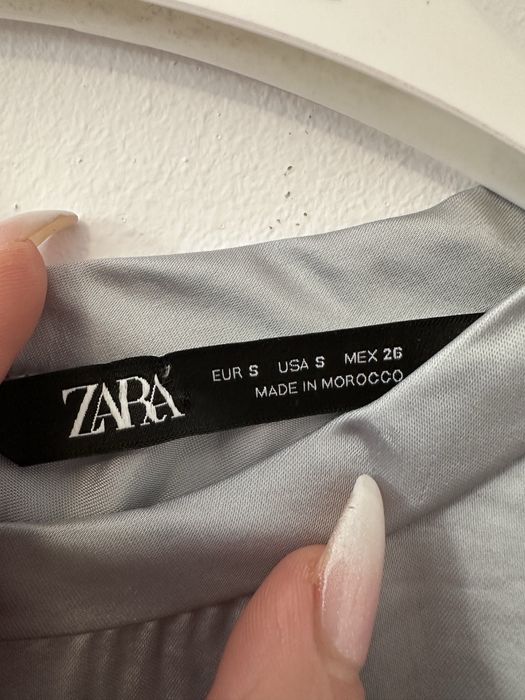 ZARA
EUR S USA S MEX 26
MADE IN MOROCCO